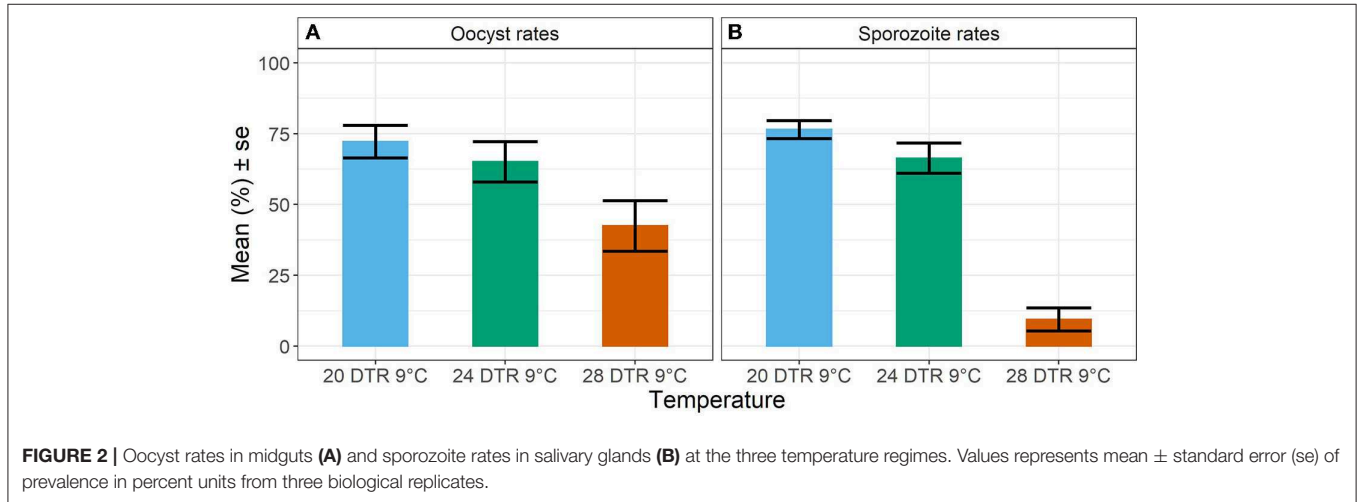 A Oocyst rates
B Sporozoite rates
Mean (%) ± se
100
75
50
25
0
20 DTR 9°C 24 DTR 9°C 28 DTR 9°C
20 DTR 9°C 24 DTR 9°C 28 DTR 9°C
Temperature
FIGURE 2 | Oocyst rates in midguts (A) and sporozoite rates in salivary glands (B) at the three temperature regimes. Values represents mean ± standard error (se) of
prevalence in percent units from three biological replicates.